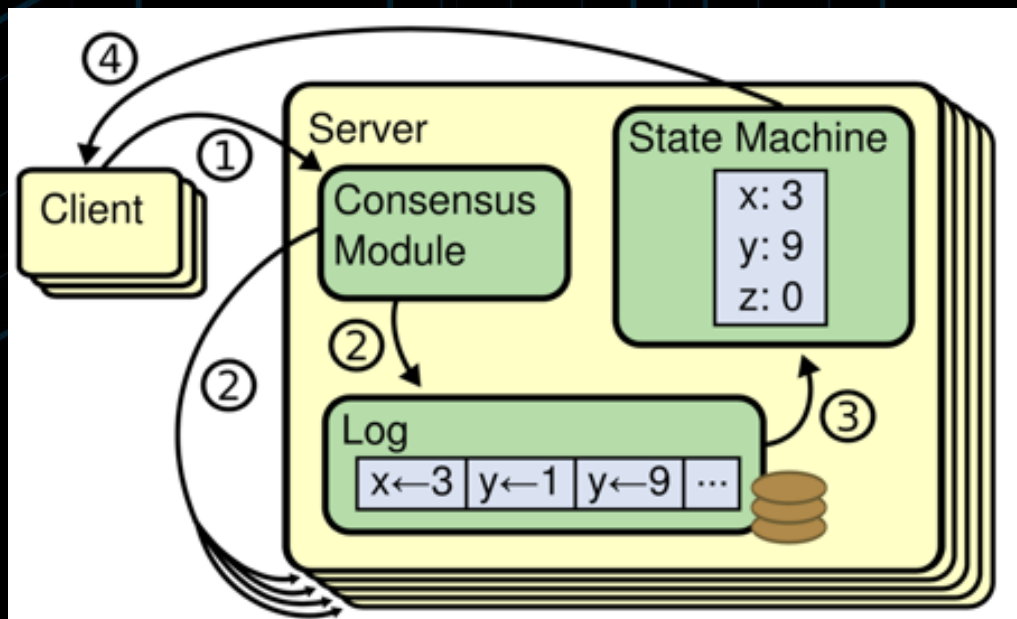 ④
①
Server
State Machine
Client
Consensus
Module
x: 3
y: 9
z: 0
②
②
③
Log
x←3 y←1 y←9 ...